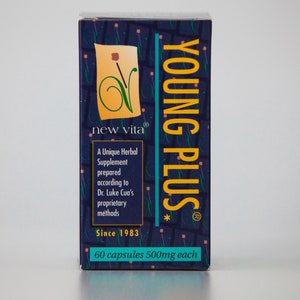 new vita®
A Unique Herbal
Supplement
prepared
according to
Dr. Luke Cua's
proprietary
methods
Since 1983
YOUNG PLUS*®
60 capsules 500mg each